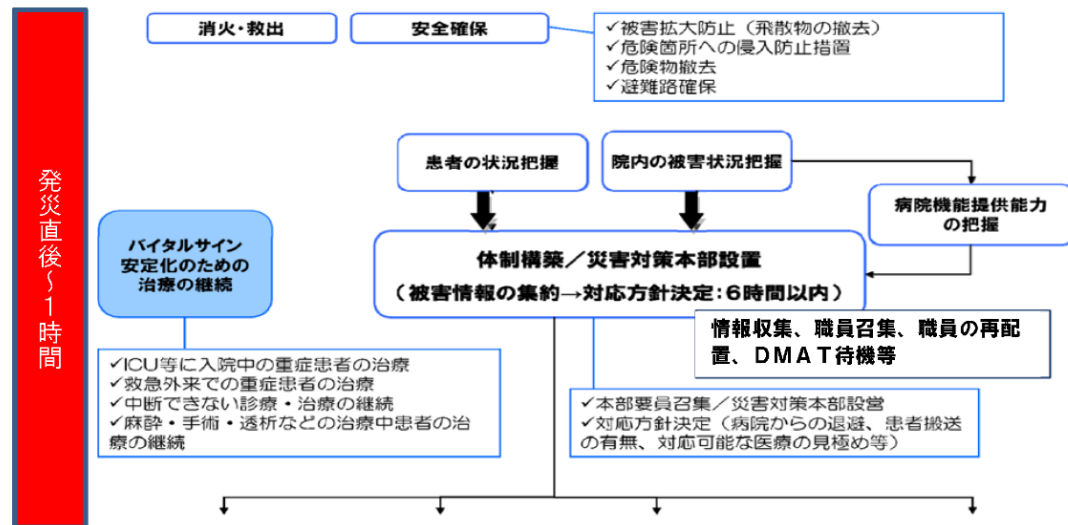 発災直後～1時間
消火・救出
安全確保
✓被害拡大防止（飛散物の撤去）
✓危険箇所への侵入防止措置
✓危険物撤去
✓避難路確保
患者の状況把握
院内の被害状況把握
病院機能提供能力
の把握
バイタルサイン
安定化のための
治療の継続
体制構築／災害対策本部設置
（被害情報の集約→対応方針決定：６時間以内）
情報収集、職員召集、職員の再配
置、ＤＭＡＴ待機等
✓ICU等に入院中の重症患者の治療
✓救急外来での重症患者の治療
✓中断できない診療・治療の継続
✓麻酔・手術・透析などの治療中患者の治
療の継続
✓本部要員召集／災害対策本部設営
✓対応方針決定（病院からの退避、患者搬送
の有無、対応可能な医療の見極め等）